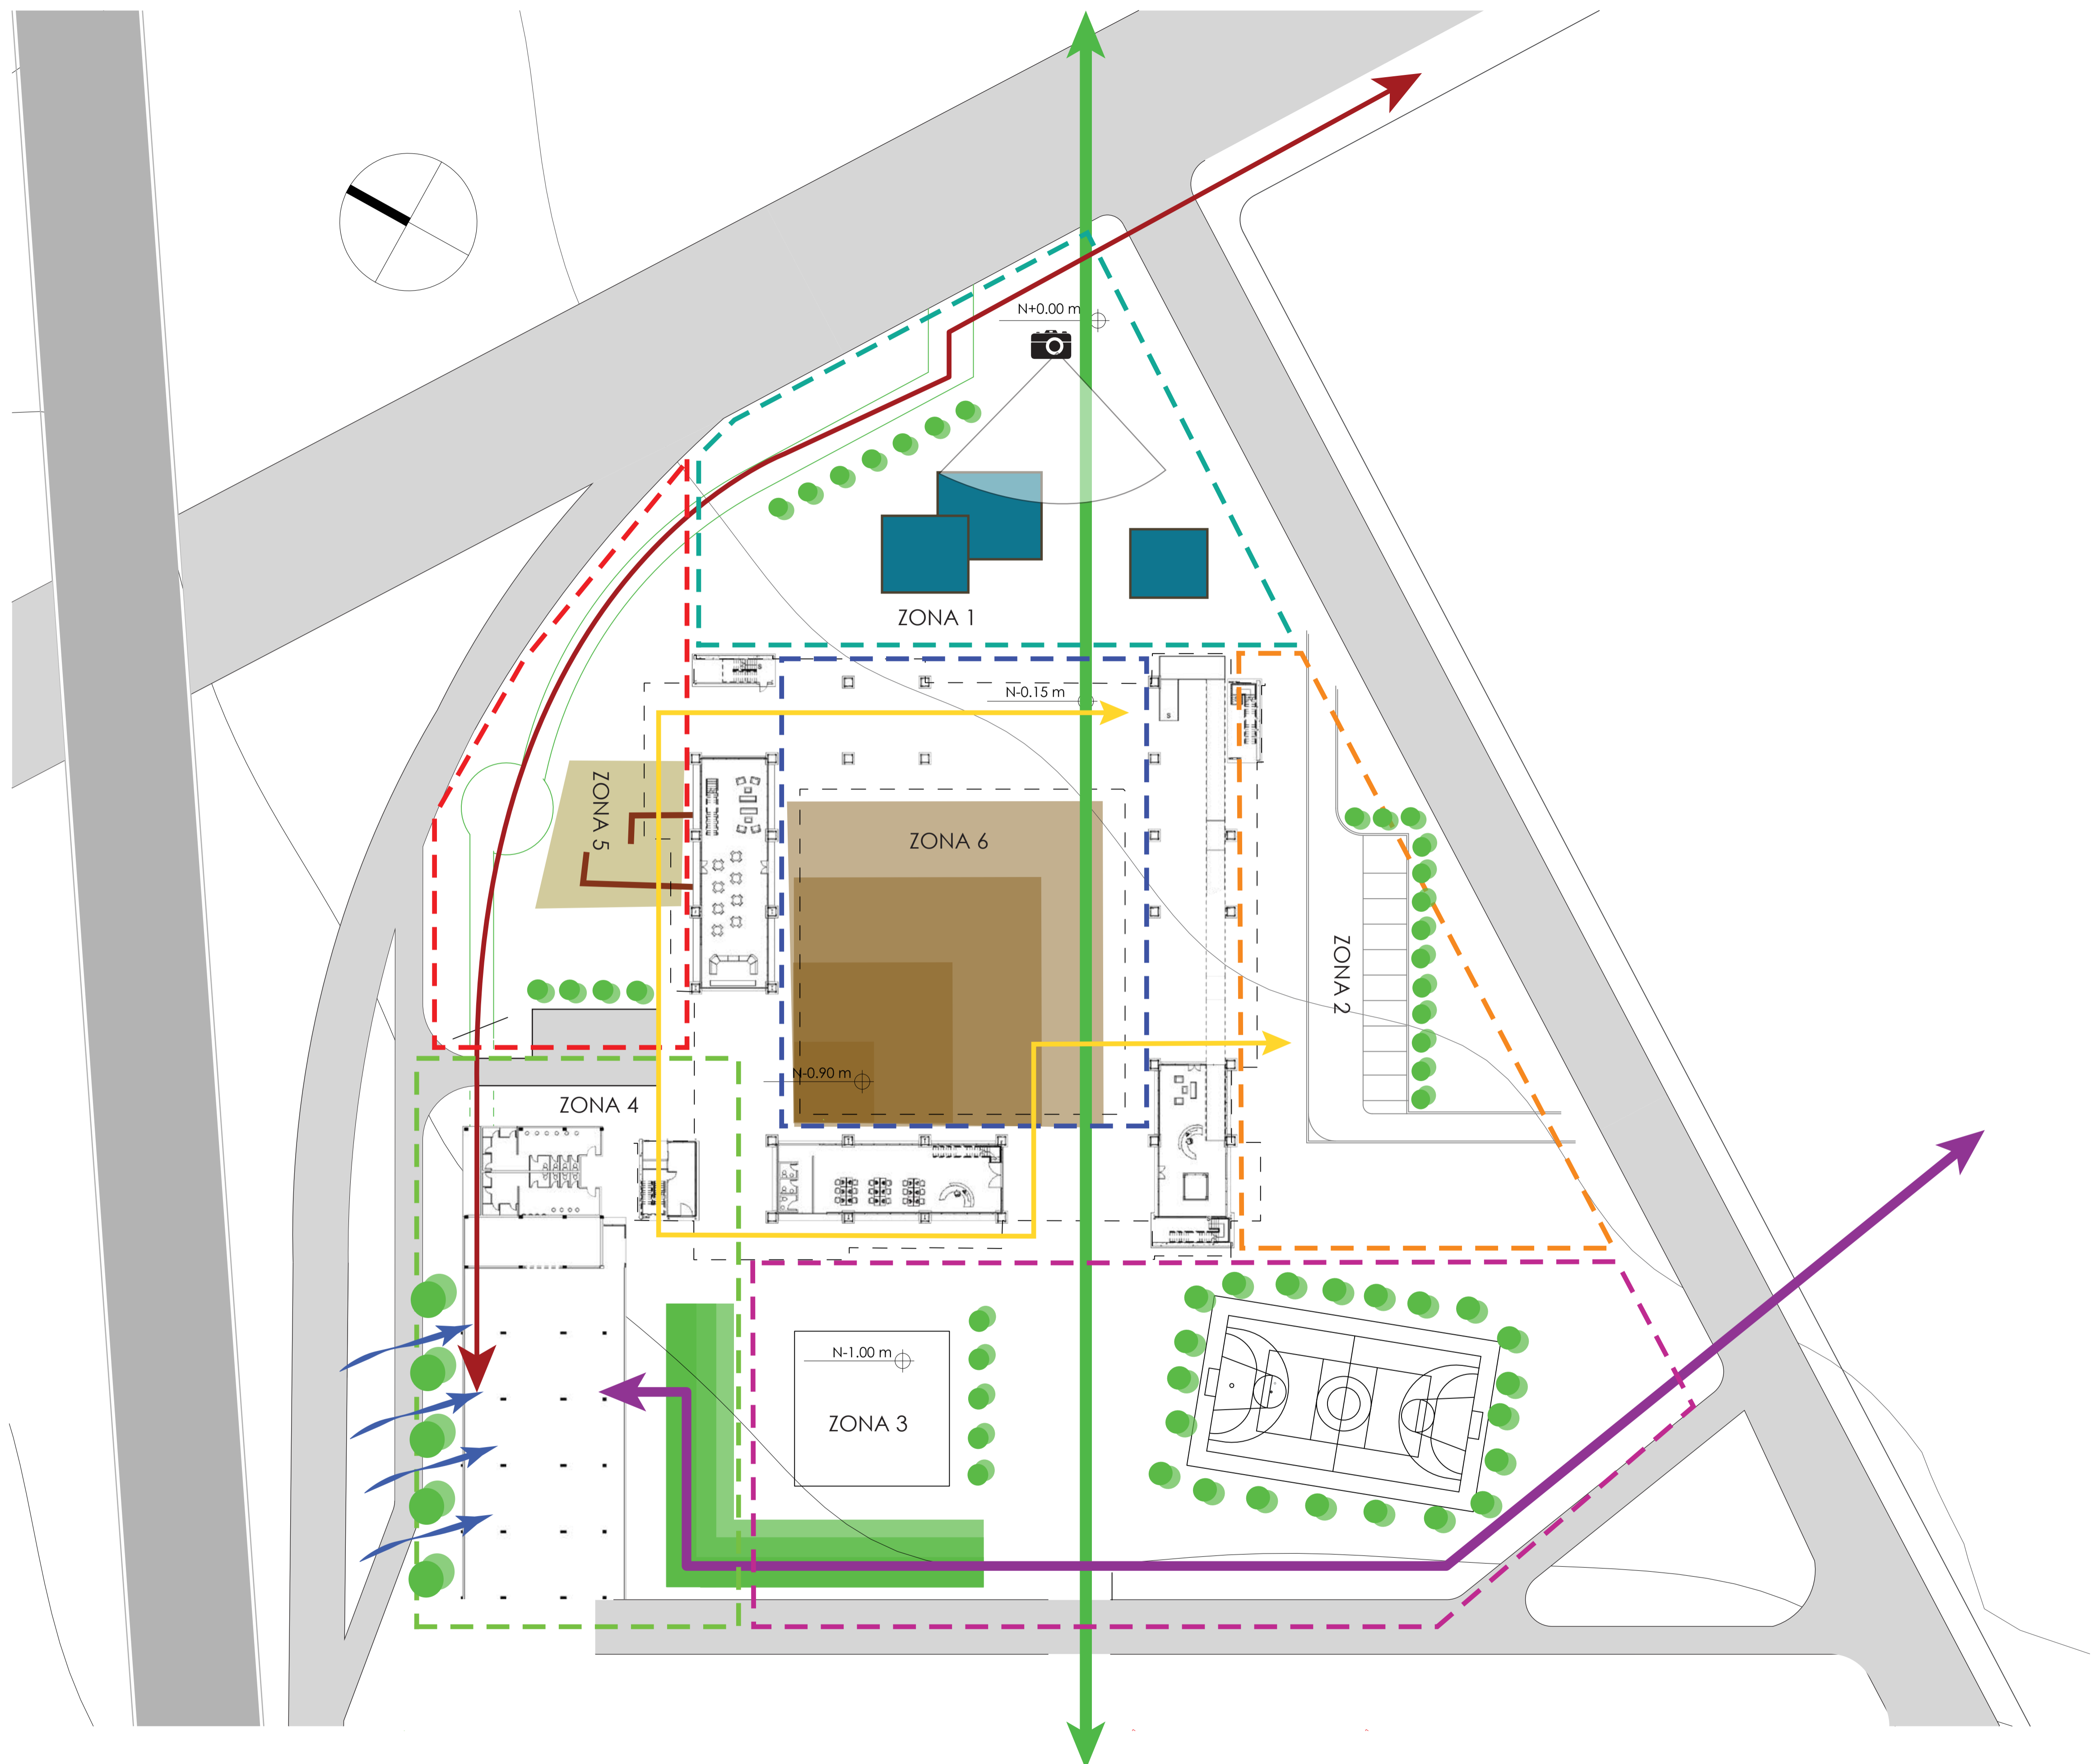 N+0.00 m
ZONA 1
N-0.15 m
S
S
ZONA 5
ZONA 6
ZONA 2
N-0.90 m
ZONA 4
N-1.00 m
ZONA 3